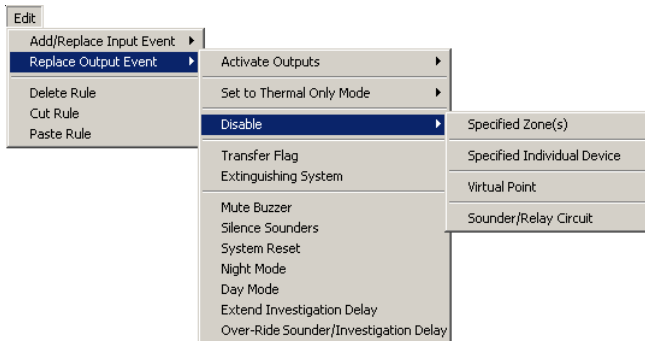 Edit
Add/Replace Input Event
Replace Output Event
Delete Rule
Cut Rule
Paste Rule
Activate Outputs
Set to Thermal Only Mode
Disable
Transfer Flag
Extinguishing System
Mute Buzzer
Silence Sounders
System Reset
Night Mode
Day Mode
Extend Investigation Delay
Over-Ride Sounder/Investigation Delay
Specified Zone(s)
Specified Individual Device
Virtual Point
Sounder/Relay Circuit